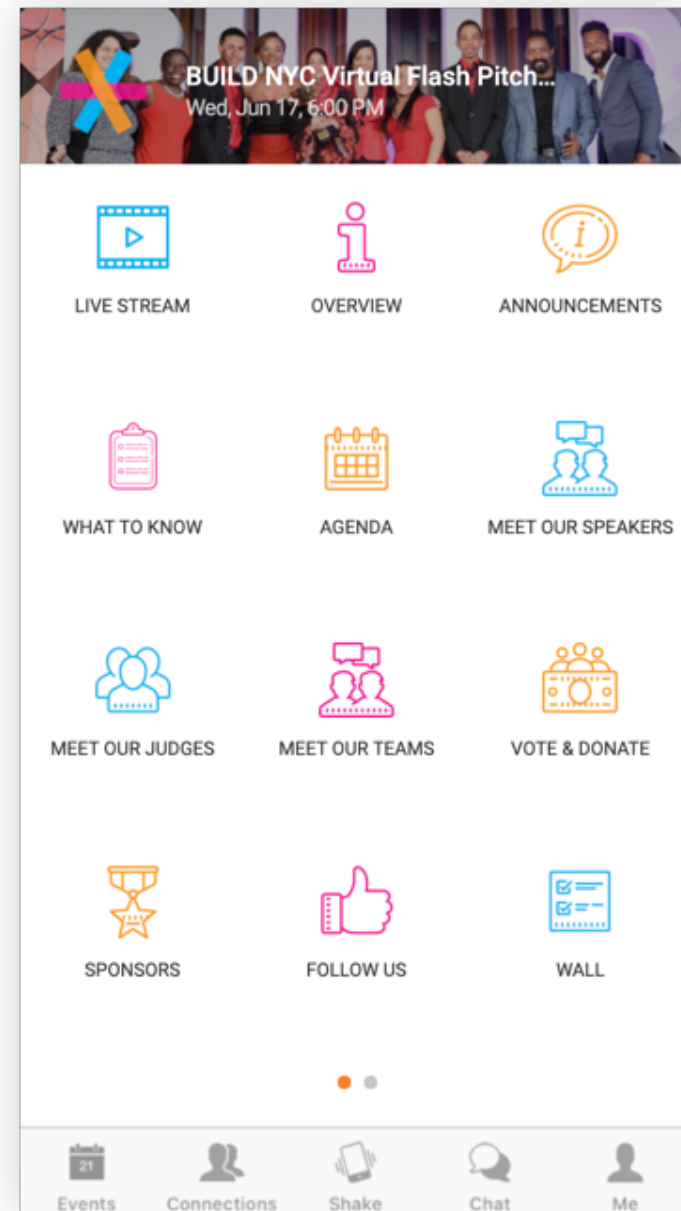 BUILD NYC Virtual Flash Pitch...
Wed, Jun 17, 6:00 PM
LIVE STREAM
OVERVIEW
ANNOUNCEMENTS
WHAT TO KNOW
AGENDA
MEET OUR SPEAKERS
MEET OUR JUDGES
MEET OUR TEAMS
VOTE & DONATE
SPONSORS
FOLLOW US
WALL
21
Events
Connections
Shake
Chat
Me